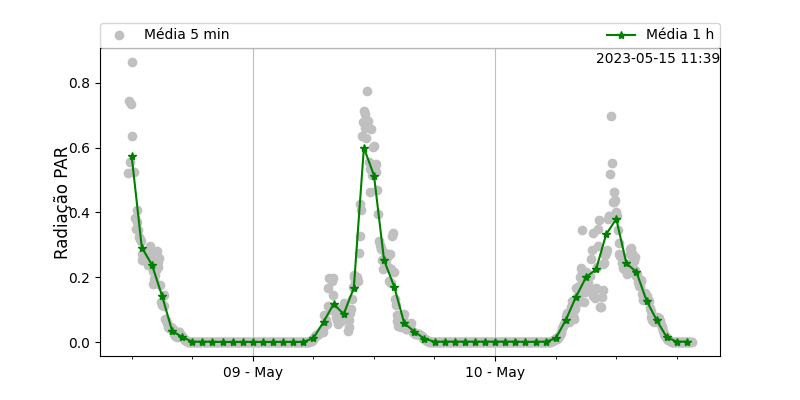 Média 5 min
Média 1 h
2023-05-15 11:39
Radiação PAR
0.8
0.6
0.4
0.2
0.0
09 - May
10 - May